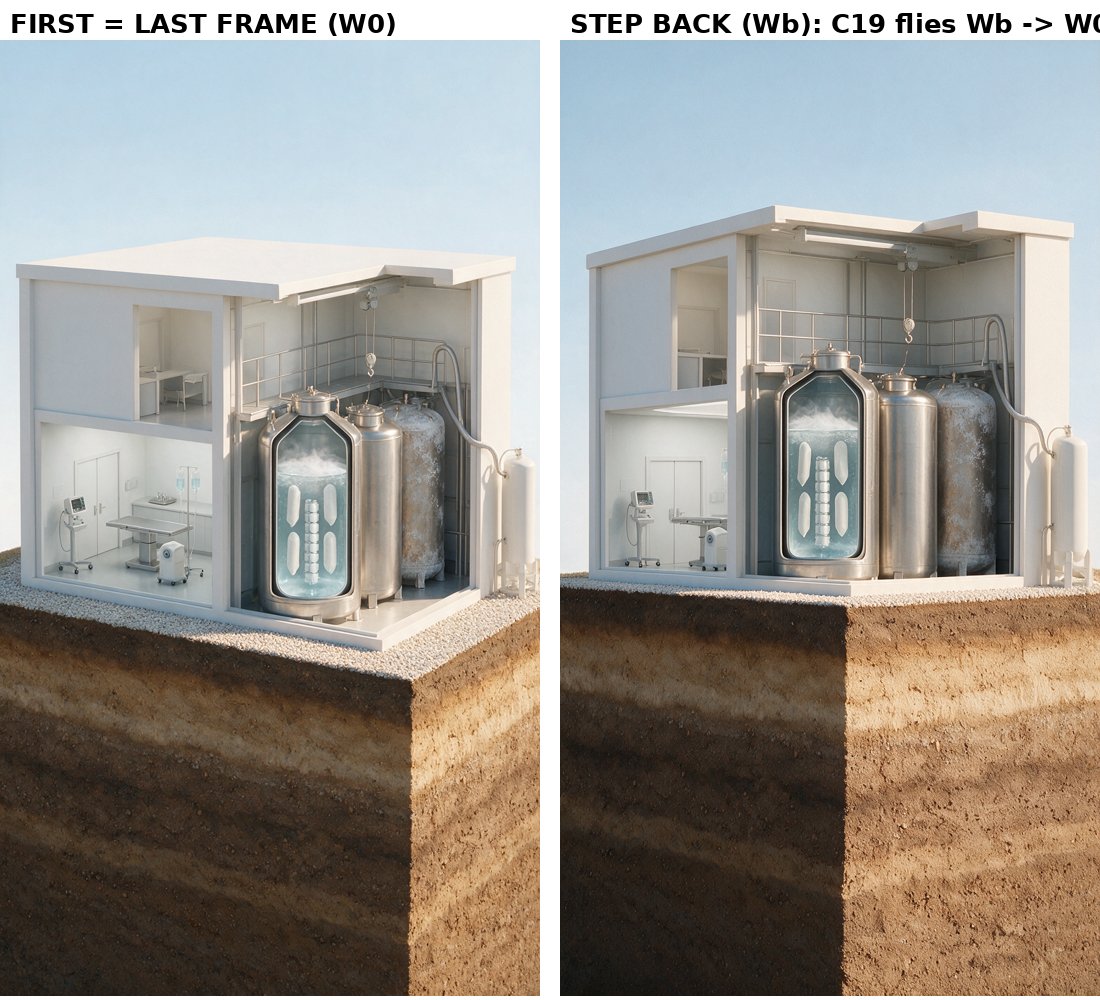 FIRST = LAST FRAME (W0)
STEP BACK (Wb): C19 flies Wb -> W0